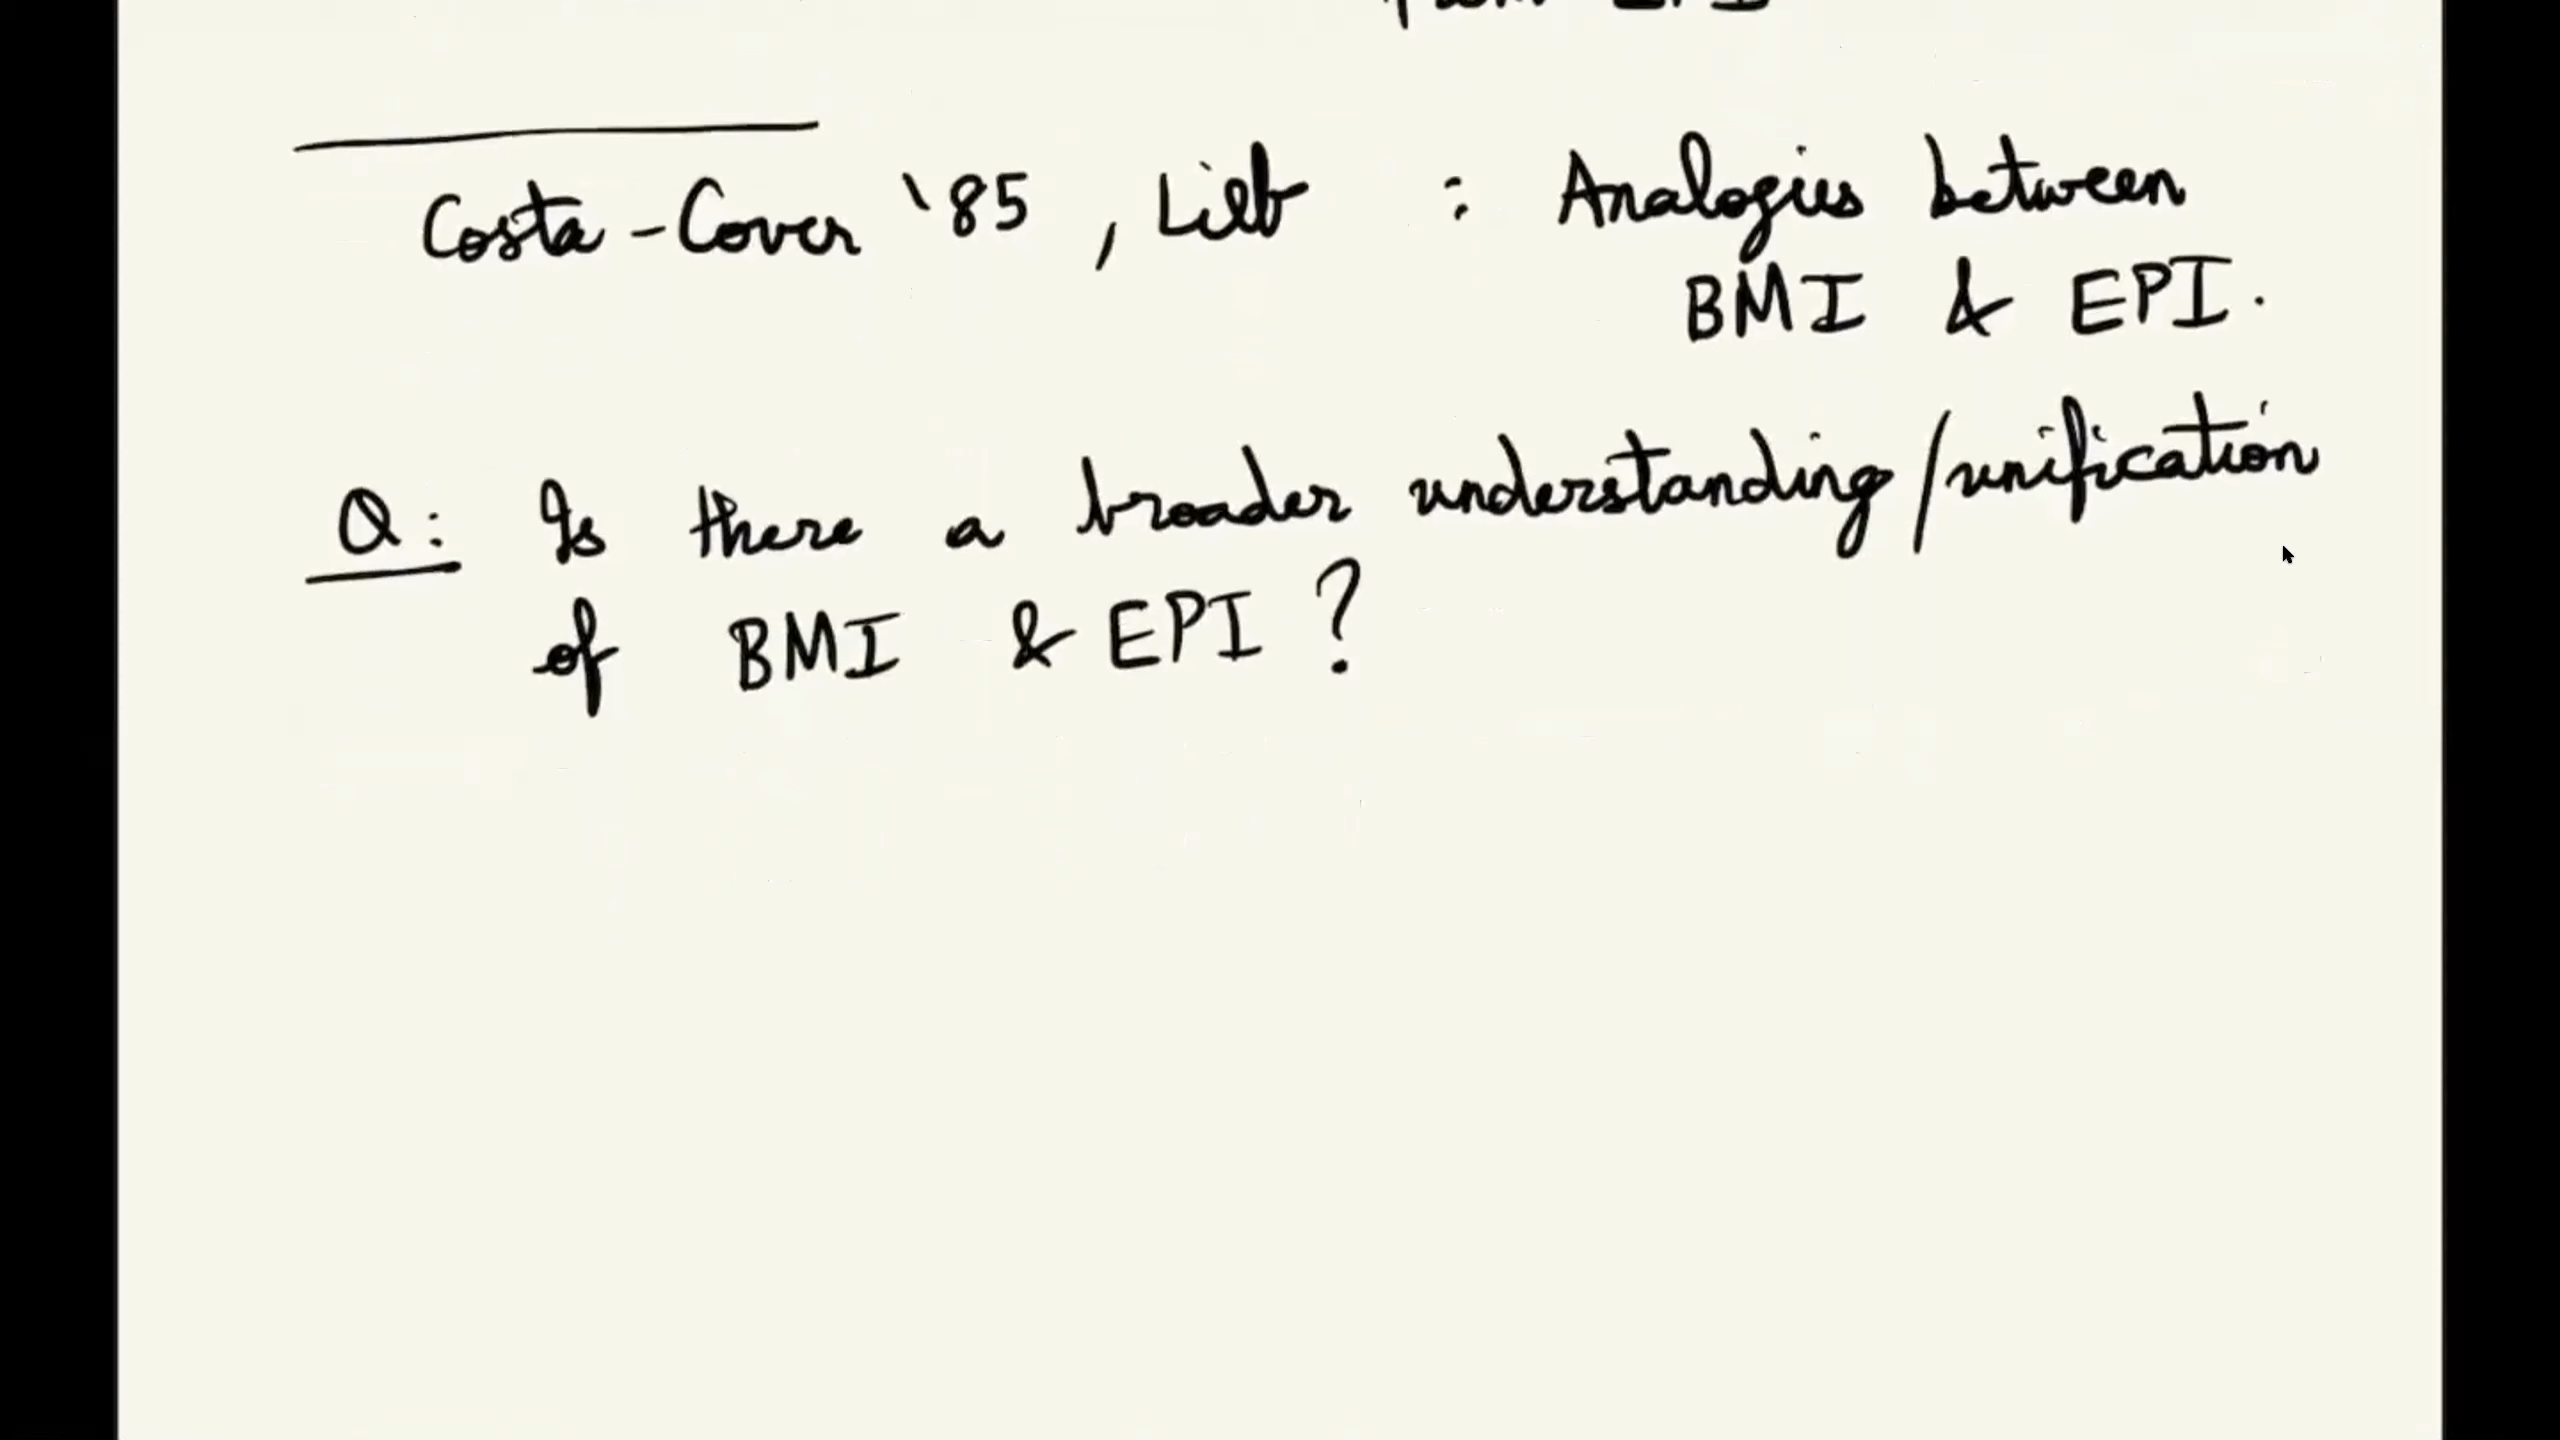 Costa-Cover '85, Lieb : Analogies between
BMI & EPI.
Q: Is there a broader understanding/unification
of BMI & EPI?